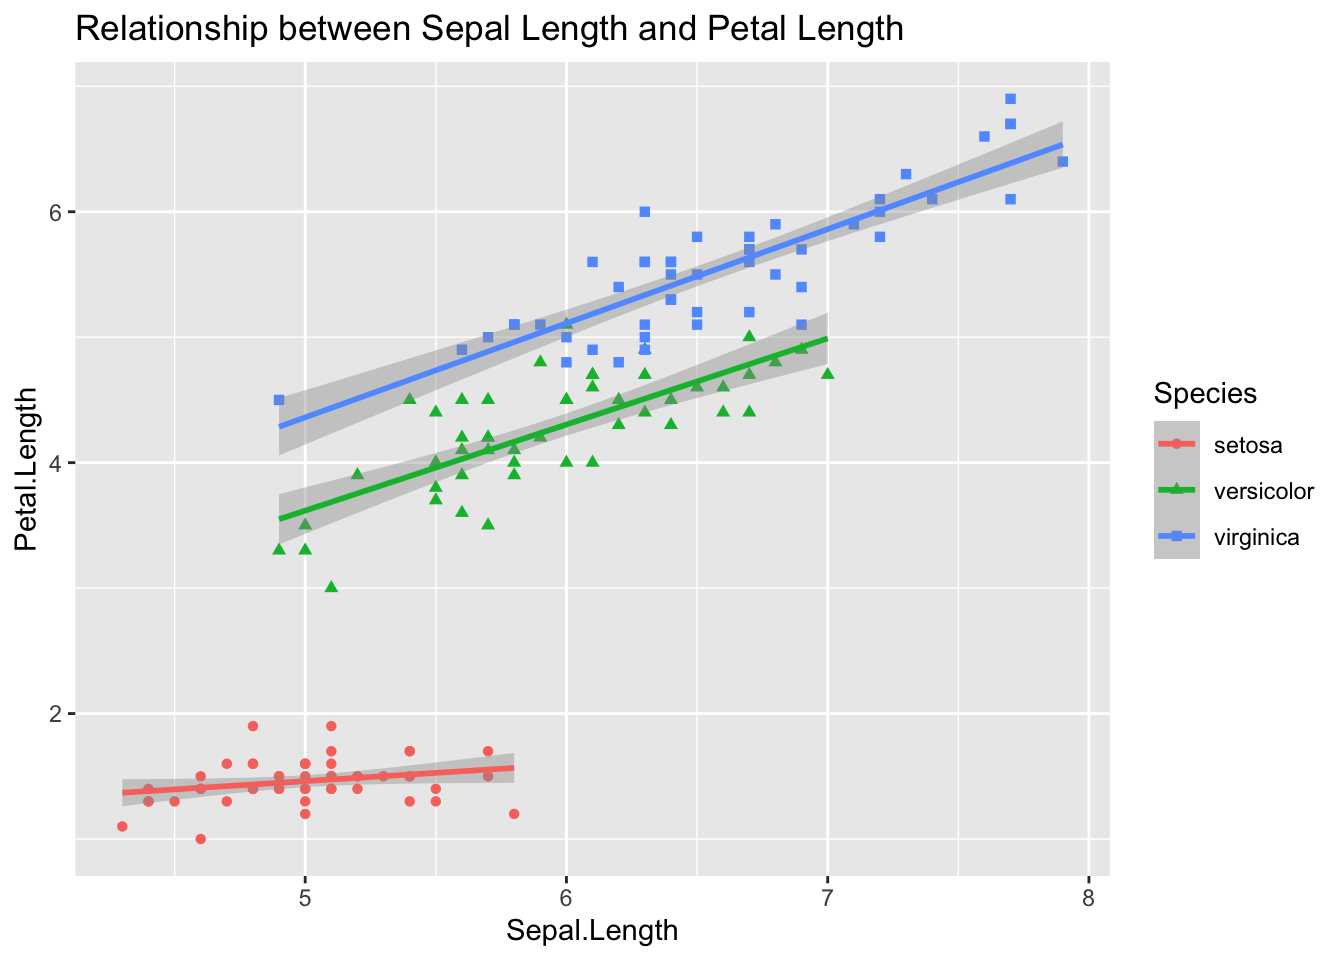 Relationship between Sepal Length and Petal Length
6
4
2
Petal.Length
5
6
7
8
Sepal.Length
Species
setosa
versicolor
virginica